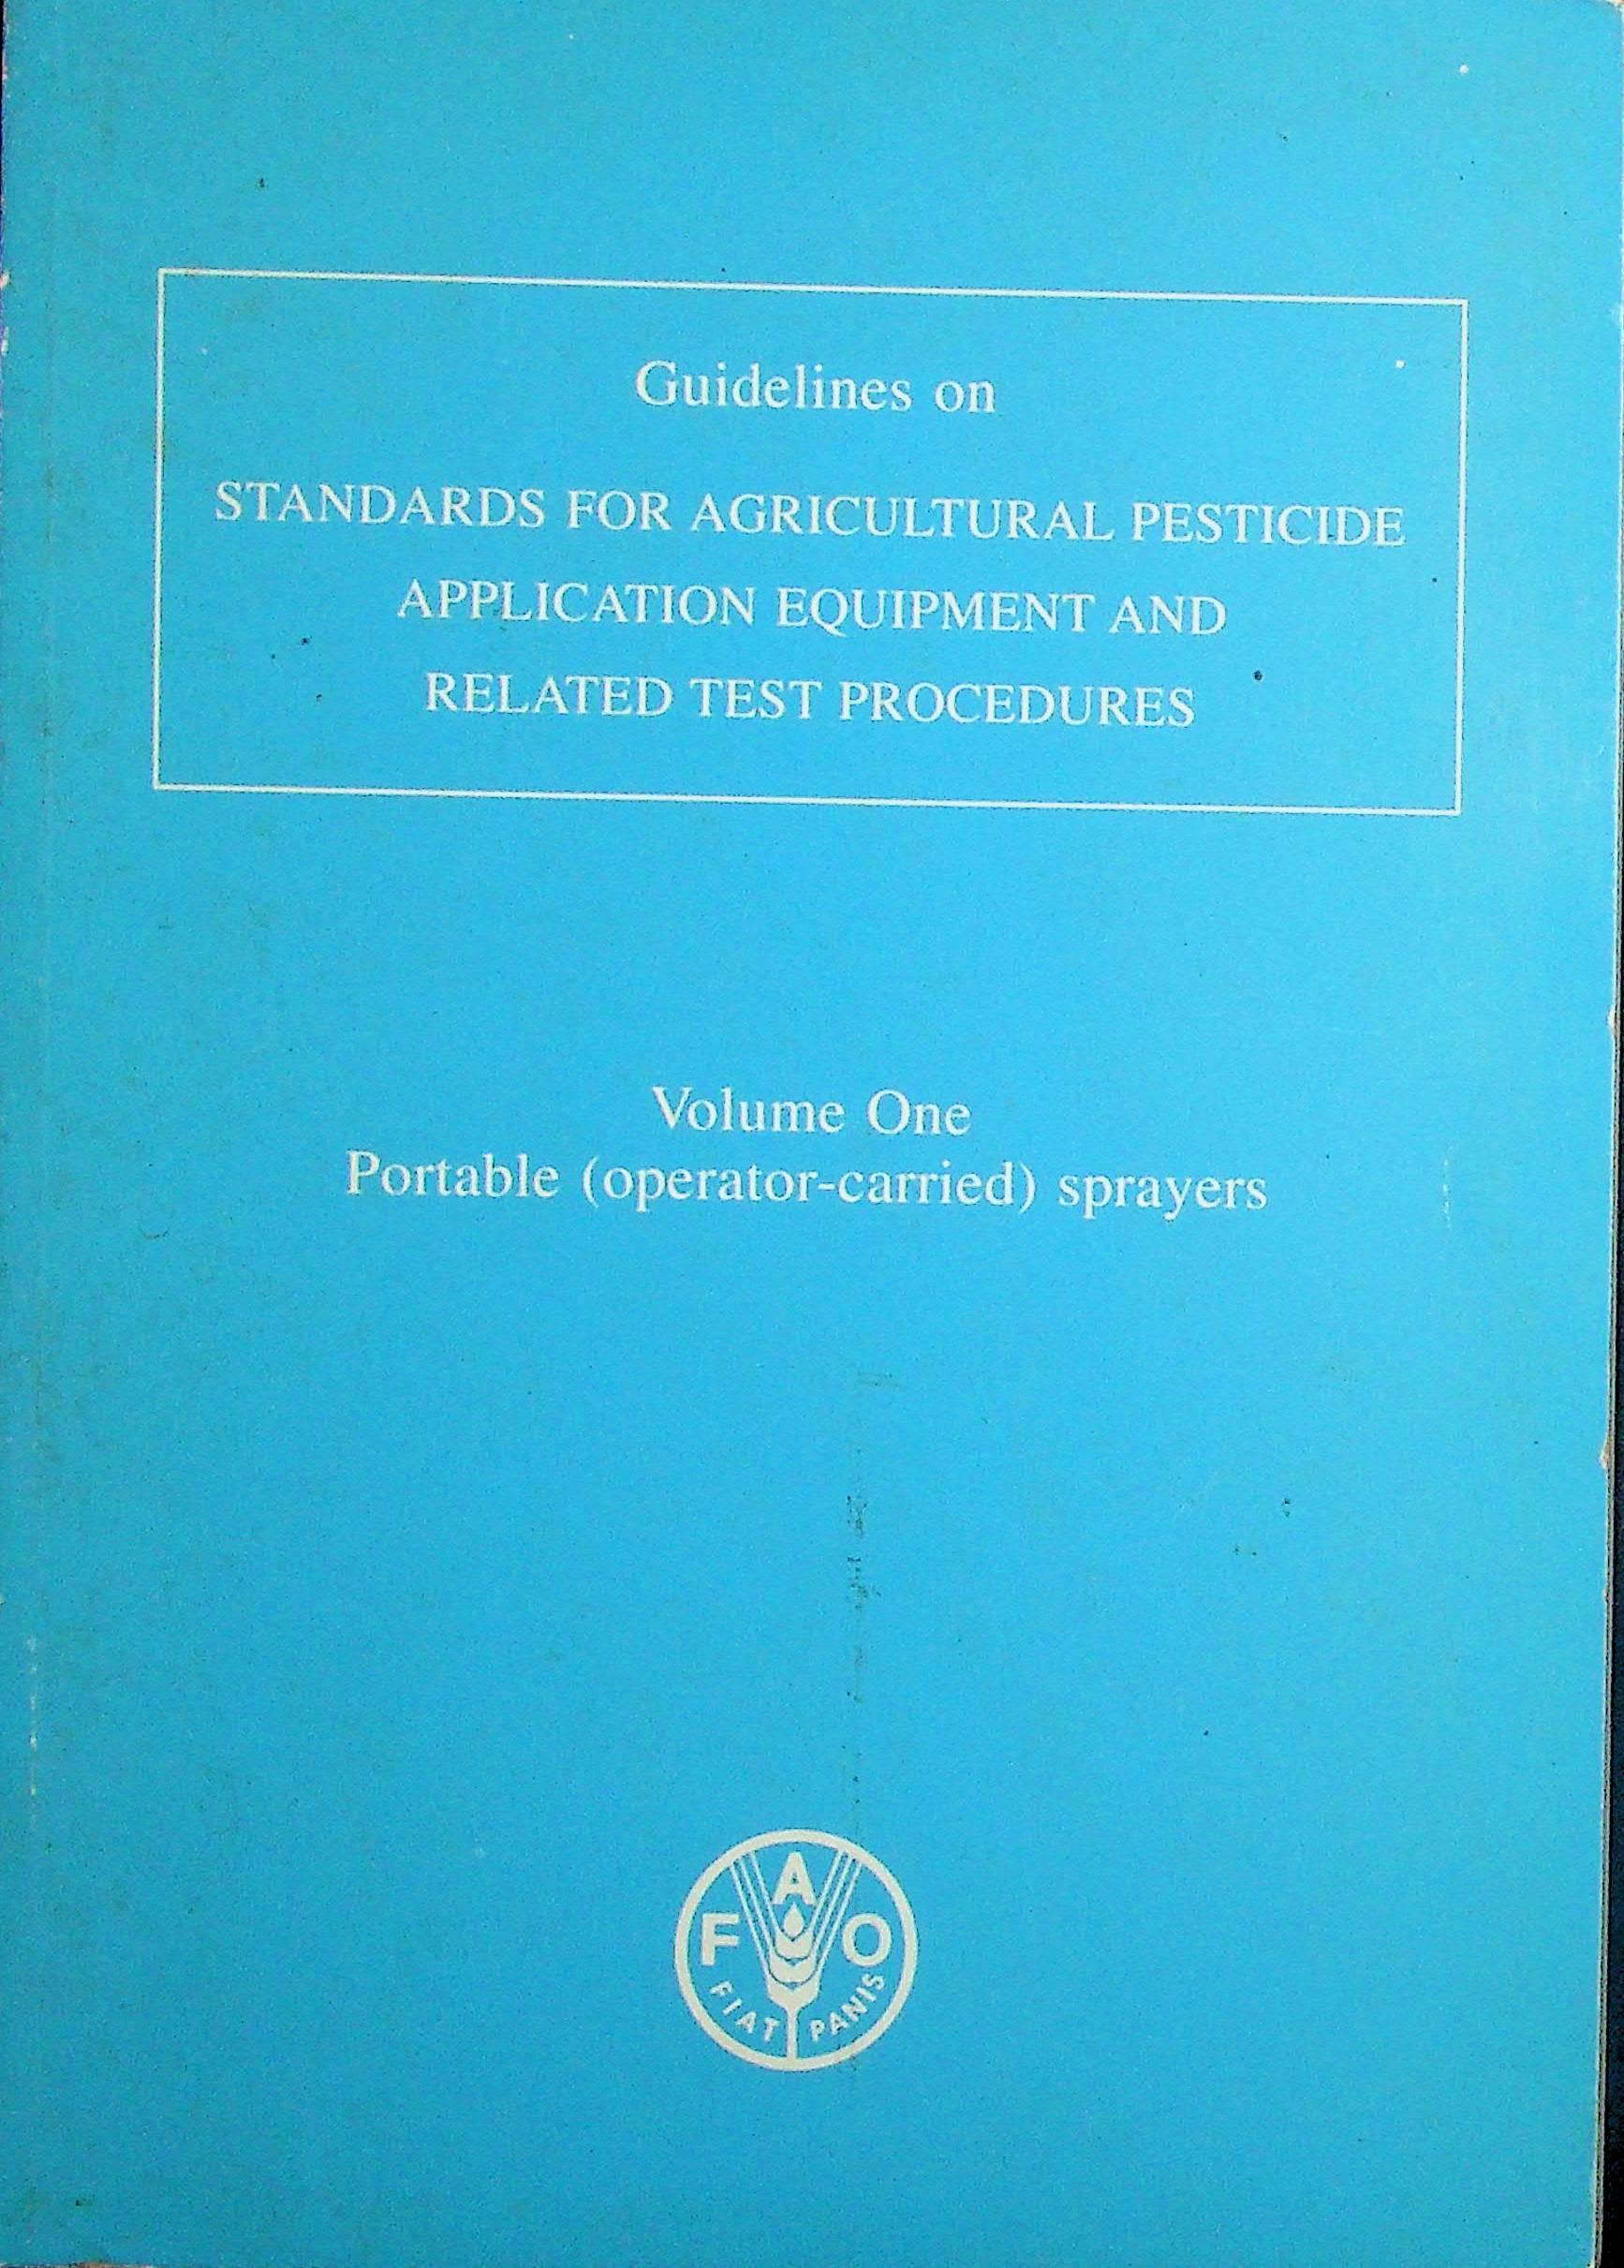 Guidelines on
STANDARDS FOR AGRICULTURAL PESTICIDE
APPLICATION EQUIPMENT AND
RELATED TEST PROCEDURES
Volume One
Portable (operator-carried) sprayers
F A O
FIAT PANIS